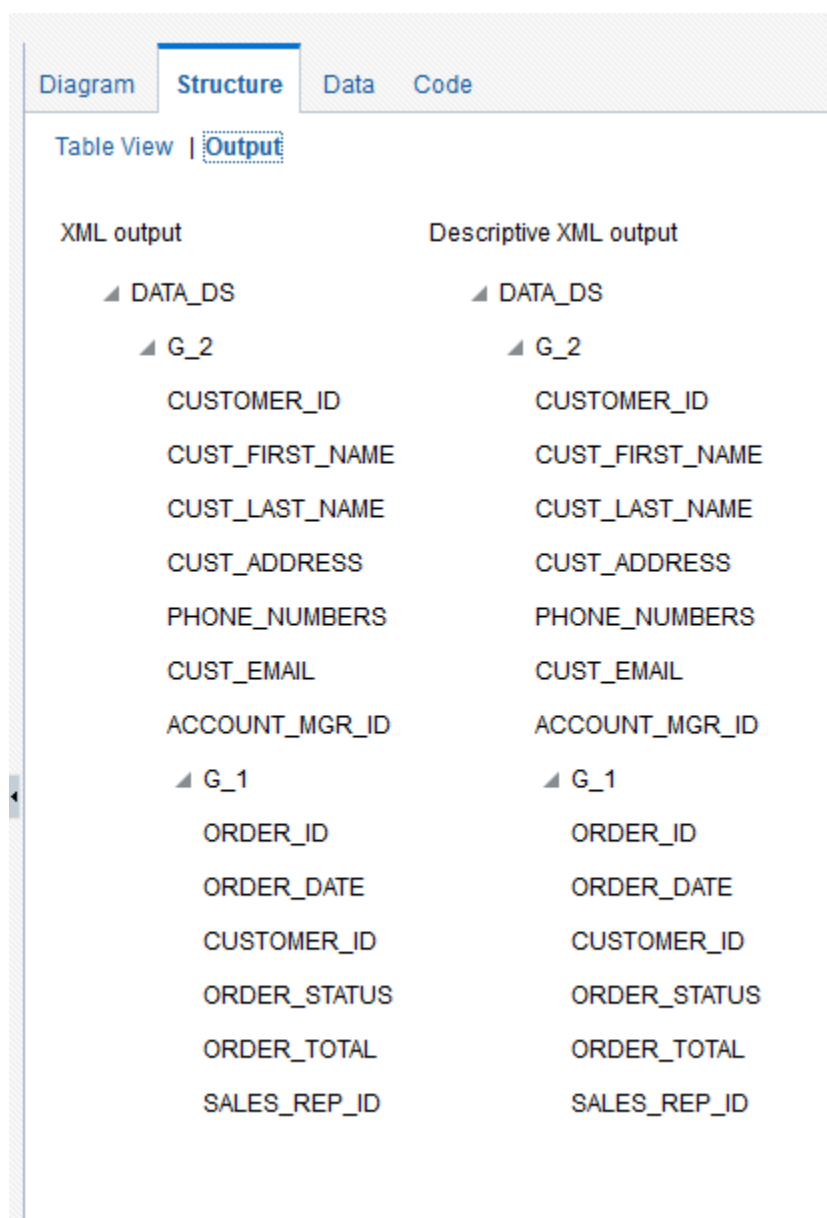 Diagram Structure Data Code
Table View | Output
XML output Descriptive XML output
DATA_DS DATA_DS
G_2 G_2
CUSTOMER_ID CUSTOMER_ID
CUST_FIRST_NAME CUST_FIRST_NAME
CUST_LAST_NAME CUST_LAST_NAME
CUST_ADDRESS CUST_ADDRESS
PHONE_NUMBERS PHONE_NUMBERS
CUST_EMAIL CUST_EMAIL
ACCOUNT_MGR_ID ACCOUNT_MGR_ID
G_1 G_1
ORDER_ID ORDER_ID
ORDER_DATE ORDER_DATE
CUSTOMER_ID CUSTOMER_ID
ORDER_STATUS ORDER_STATUS
ORDER_TOTAL ORDER_TOTAL
SALES_REP_ID SALES_REP_ID